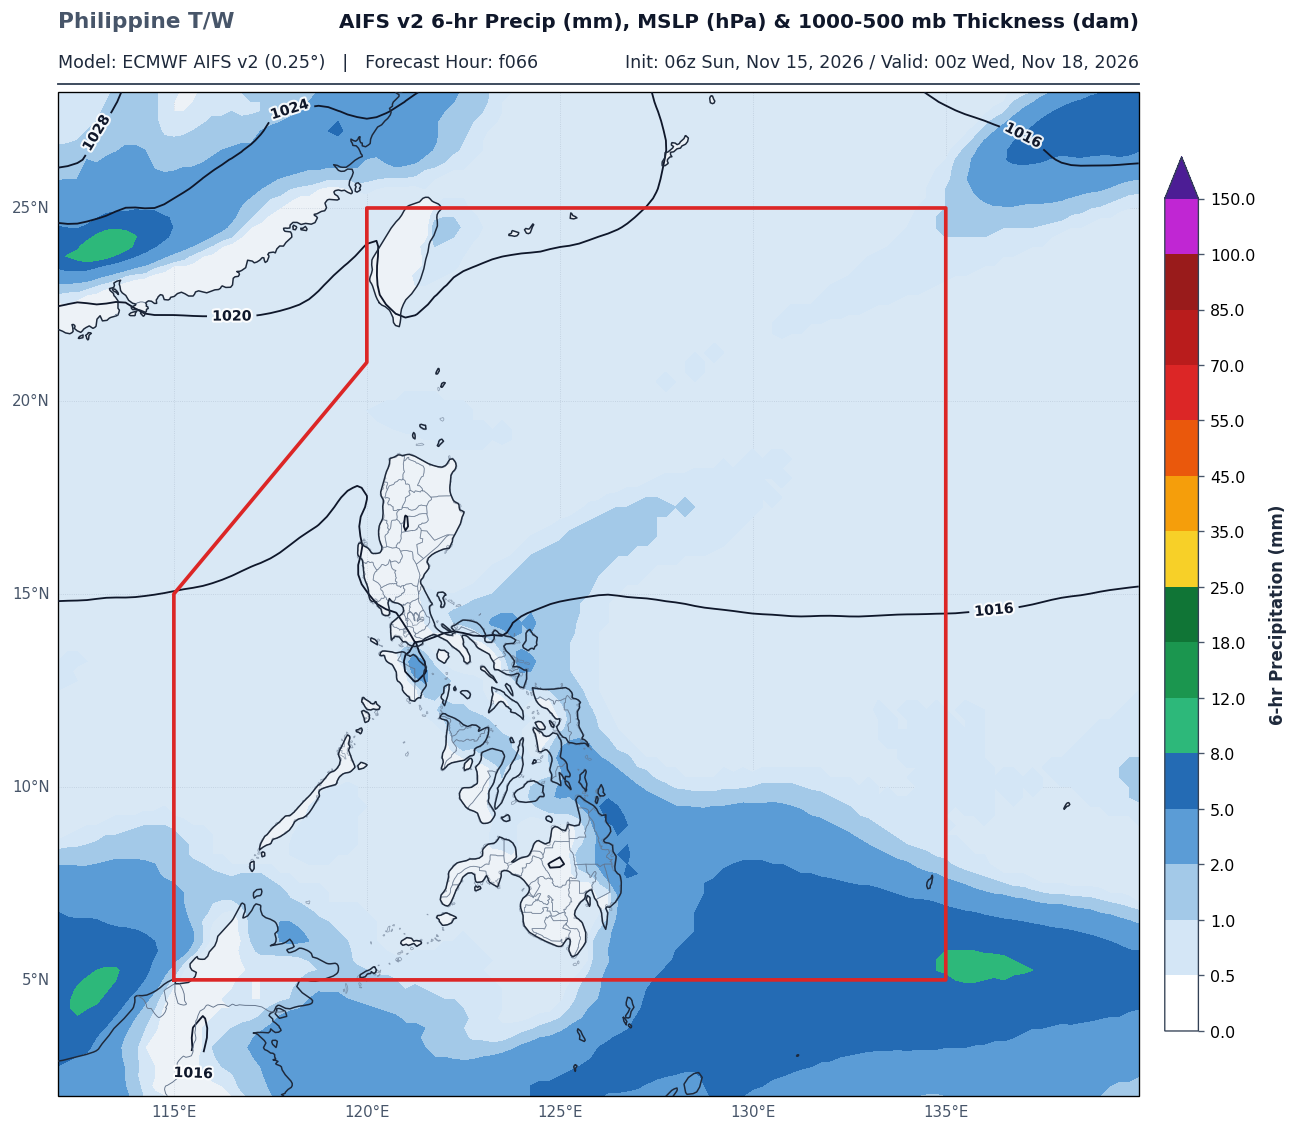 Philippine T/W
AIFS v2 6-hr Precip (mm), MSLP (hPa) & 1000-500 mb Thickness (dam)
Model: ECMWF AIFS v2 (0.25°) | Forecast Hour: f066
Init: 06z Sun, Nov 15, 2026 / Valid: 00z Wed, Nov 18, 2026
1028
1024
1016
1020
1016
1016
25°N
20°N
15°N
10°N
5°N
115°E
120°E
125°E
130°E
135°E
150.0
100.0
85.0
70.0
55.0
45.0
35.0
25.0
18.0
12.0
8.0
5.0
2.0
1.0
0.5
0.0
6-hr Precipitation (mm)